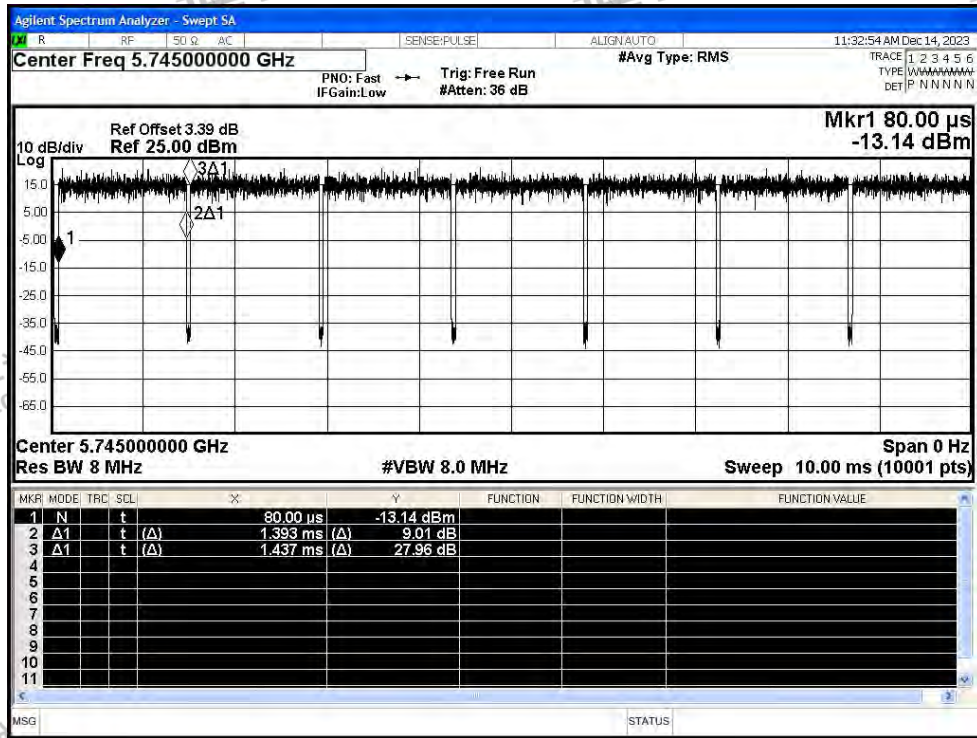 Agilent Spectrum Analyzer - Swept SA
LXI R RF 50 Ω AC SENSE:PULSE ALIGN AUTO 11:32:54 AM Dec 14, 2023
Center Freq 5.745000000 GHz #Avg Type: RMS TRACE 1 2 3 4 5 6
PNO: Fast Trig: Free Run TYPE WWWWWW
IFGain:Low #Atten: 36 dB DET P N N N N N
Mkr1 80.00 µs
Ref Offset 3.39 dB
10 dB/div Ref 25.00 dBm -13.14 dBm
Log
3Δ1
15.0
5.00 2Δ1
-5.00 1
-15.0
-25.0
-35.0
-45.0
-55.0
-65.0
Center 5.745000000 GHz Span 0 Hz
Res BW 8 MHz #VBW 8.0 MHz Sweep 10.00 ms (10001 pts)
MKR MODE TRC SCL X Y FUNCTION FUNCTION WIDTH FUNCTION VALUE
1 N t 80.00 µs -13.14 dBm
2 Δ1 t (Δ) 1.393 ms (Δ) 9.01 dB
3 Δ1 t (Δ) 1.437 ms (Δ) 27.96 dB
4
5
6
7
8
9
10
11
MSG STATUS